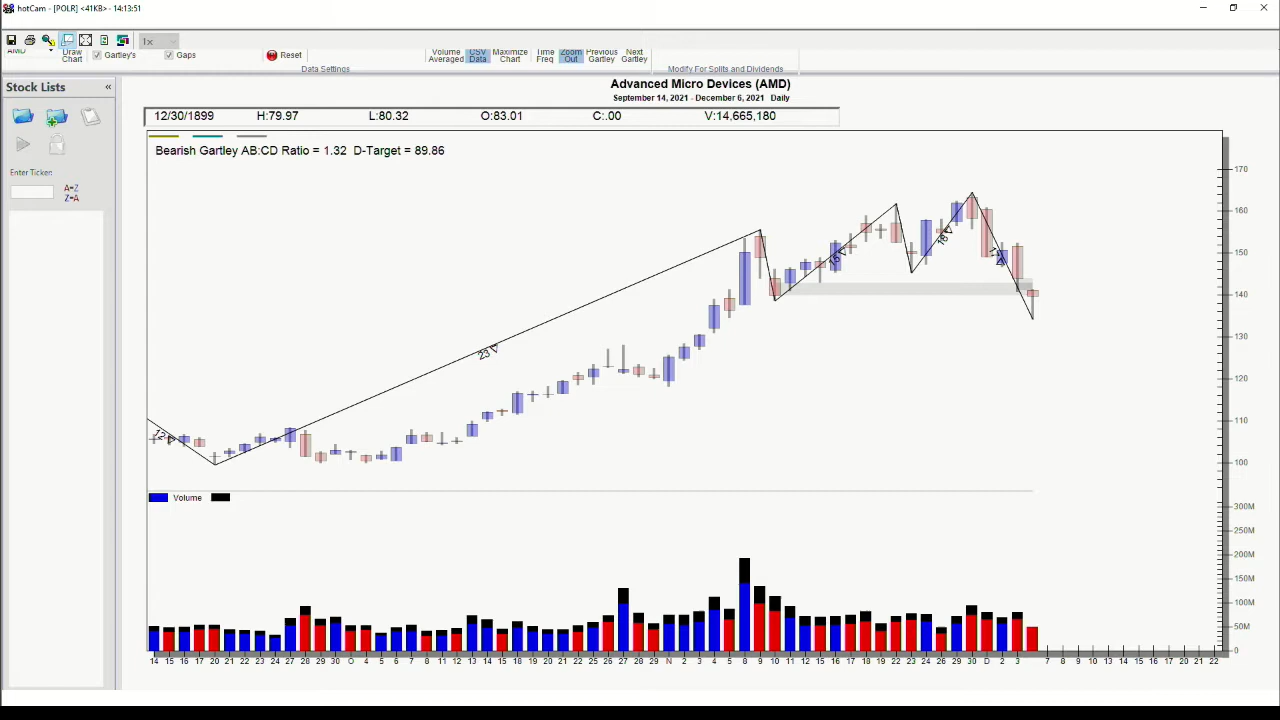 hotCam - [POLR] <41KB> - 14:13:51
1x
AMD
Draw Chart
Gartley's
Gaps
Reset
Volume Averaged
CSV Data
Maximize Chart
Time Freq
Zoom Out
Previous Gartley
Next Gartley
Data Settings
Modify For Splits and Dividends
Stock Lists «
Enter Ticker:
A=Z
Z=A
Advanced Micro Devices (AMD)
September 14, 2021 - December 6, 2021 Daily
12/30/1899 H:79.97 L:80.32 O:83.01 C:.00 V:14,665,180
Bearish Gartley AB:CD Ratio = 1.32 D-Target = 89.86
170
160
150
140
130
120
110
100
12
23
Volume
300M
250M
200M
150M
100M
50M
0
14 15 16 17 20 21 22 23 24 27 28 29 30 O 4 5 6 7 8 11 12 13 14 15 18 19 20 21 22 25 26 27 28 29 N 2 3 4 5 8 9 10 11 12 15 16 17 18 19 22 23 24 26 29 30 D 2 3 7 8 9 10 13 14 15 16 17 20 21 22